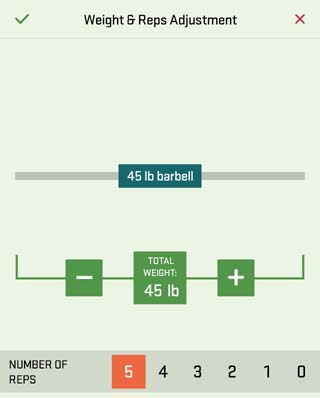 Weight & Reps Adjustment
45 lb barbell
TOTAL
WEIGHT:
45 lb
NUMBER OF
REPS
5 4 3 2 1 0